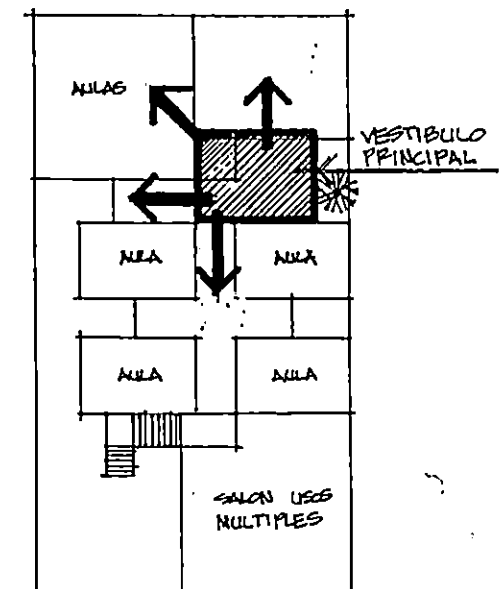 AULAS
VESTIBULO
PRINCIPAL
AULA
AULA
AULA
AULA
SALON USOS
MULTIPLES